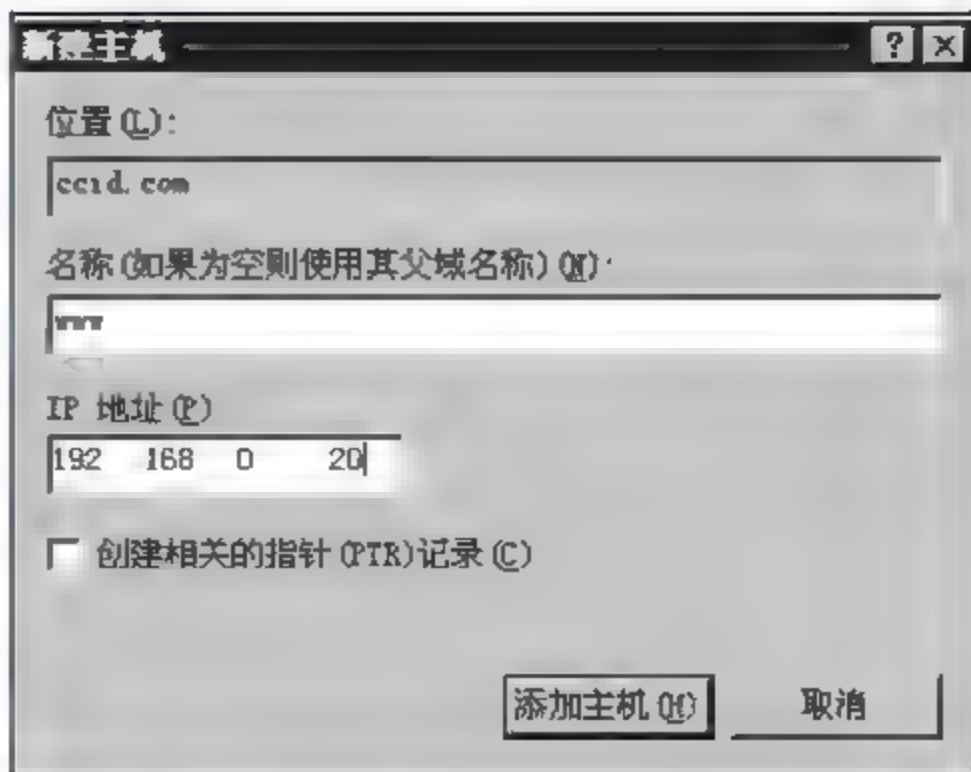 新建主机
位置(L):
ccid.com
名称(如果为空则使用其父域名称)(N):
www
IP 地址(P)
192 168 0 20
创建相关的指针(PTR)记录(C)
添加主机(H) 取消